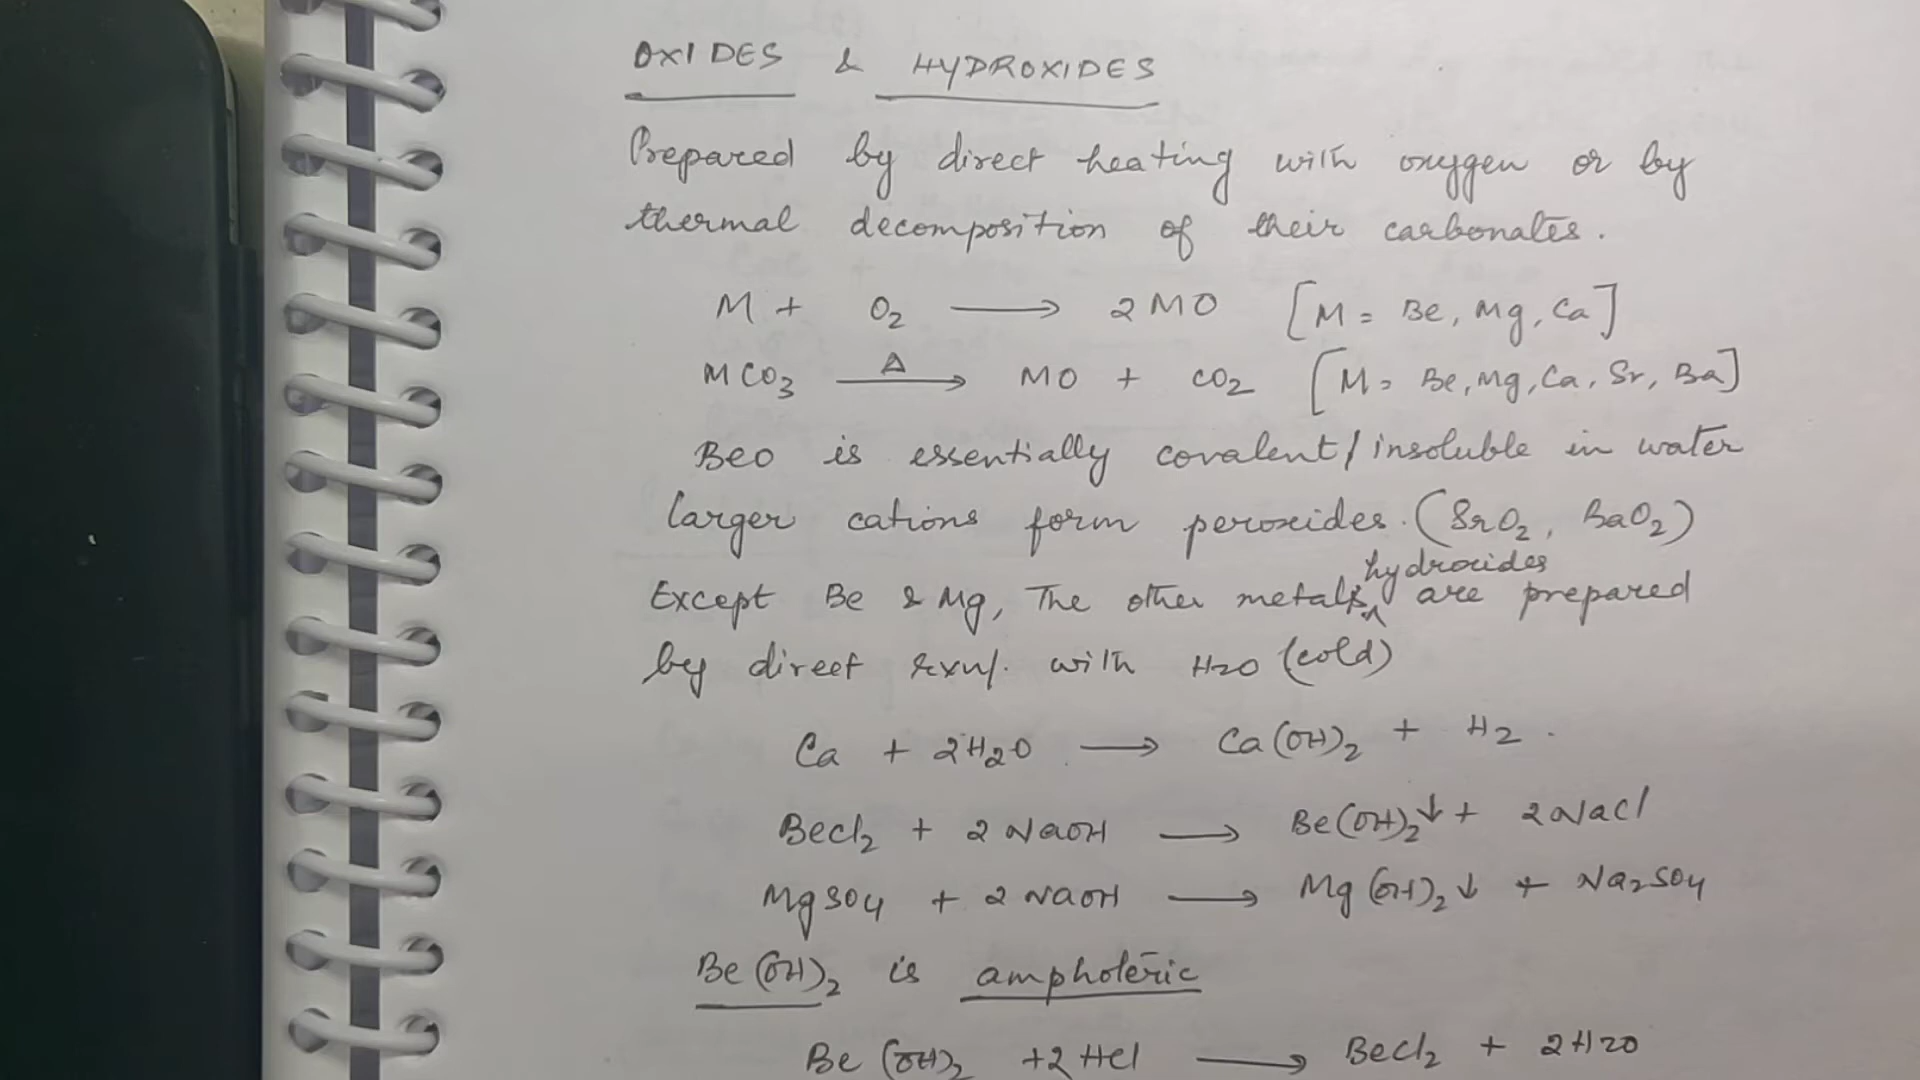 OXIDES & HYDROXIDES
Prepared by direct heating with oxygen or by
thermal decomposition of their carbonates.
M + O2 ⟶ 2MO [M = Be, Mg, Ca]
MCO3 —Δ→ MO + CO2 [M = Be, Mg, Ca, Sr, Ba]
BeO is essentially covalent / insoluble in water
larger cations form peroxides. (SrO2, BaO2)
Except Be & Mg, The other metals hydroxides are prepared
by direct rxn. with H2O (cold)
Ca + 2H2O ⟶ Ca(OH)2 + H2.
BeCl2 + 2NaOH ⟶ Be(OH)2↓ + 2NaCl
MgSO4 + 2NaOH ⟶ Mg(OH)2↓ + Na2SO4
Be(OH)2 is amphoteric
Be(OH)2 + 2HCl ⟶ BeCl2 + 2H2O